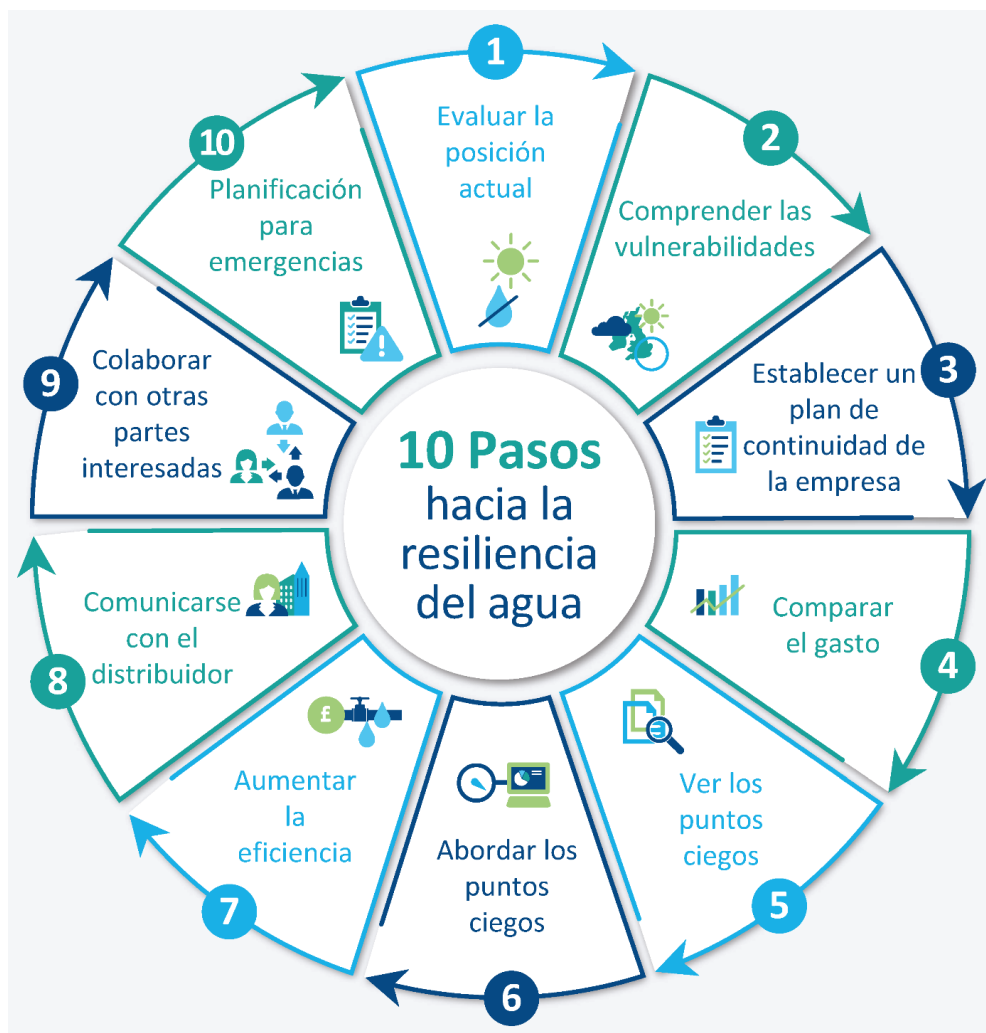 10 Pasos
hacia la
resiliencia
del agua
1
Evaluar la
posición
actual
2
Comprender las
vulnerabilidades
3
Establecer un
plan de
continuidad de
la empresa
4
Comparar
el gasto
5
Ver los
puntos
ciegos
6
Abordar los
puntos
ciegos
7
£
Aumentar
la
eficiencia
8
Comunicarse
con el
distribuidor
9
Colaborar
con otras
partes
interesadas
10
Planificación
para
emergencias
!